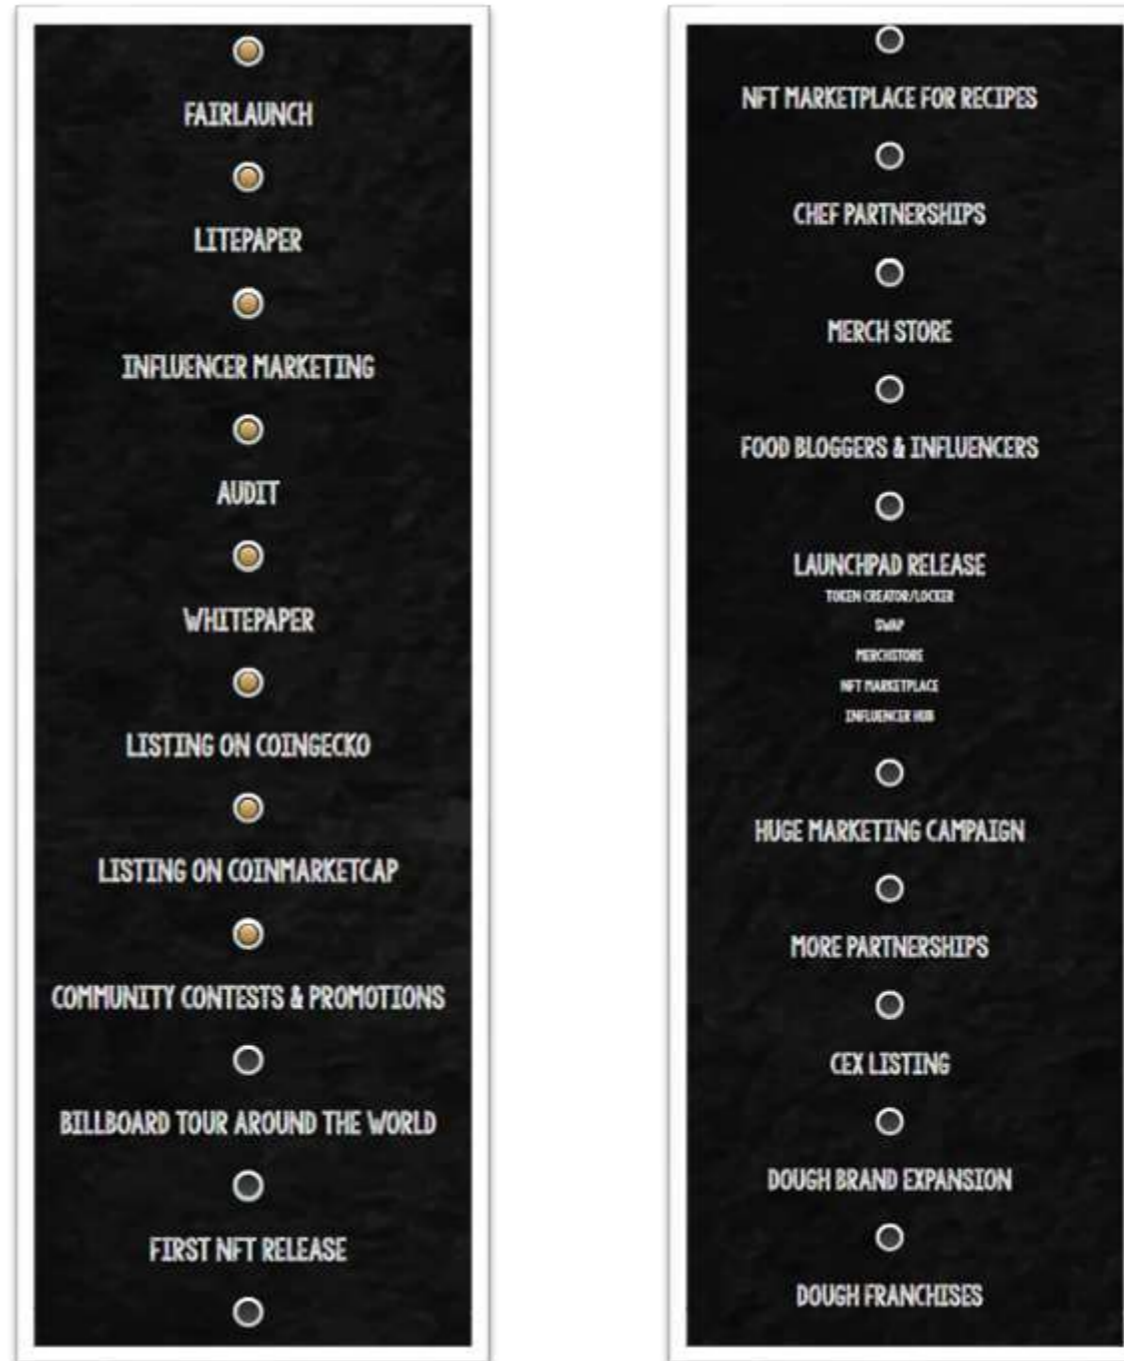 FAIRLAUNCH
LITEPAPER
INFLUENCER MARKETING
AUDIT
WHITEPAPER
LISTING ON COINGECKO
LISTING ON COINMARKETCAP
COMMUNITY CONTESTS & PROMOTIONS
BILLBOARD TOUR AROUND THE WORLD
FIRST NFT RELEASE
NFT MARKETPLACE FOR RECIPES
CHEF PARTNERSHIPS
MERCH STORE
FOOD BLOGGERS & INFLUENCERS
LAUNCHPAD RELEASE
TOKEN CREATOR/LOCKER
SWAP
MERCHSTORE
NFT MARKETPLACE
INFLUENCER HUB
HUGE MARKETING CAMPAIGN
MORE PARTNERSHIPS
CEX LISTING
DOUGH BRAND EXPANSION
DOUGH FRANCHISES